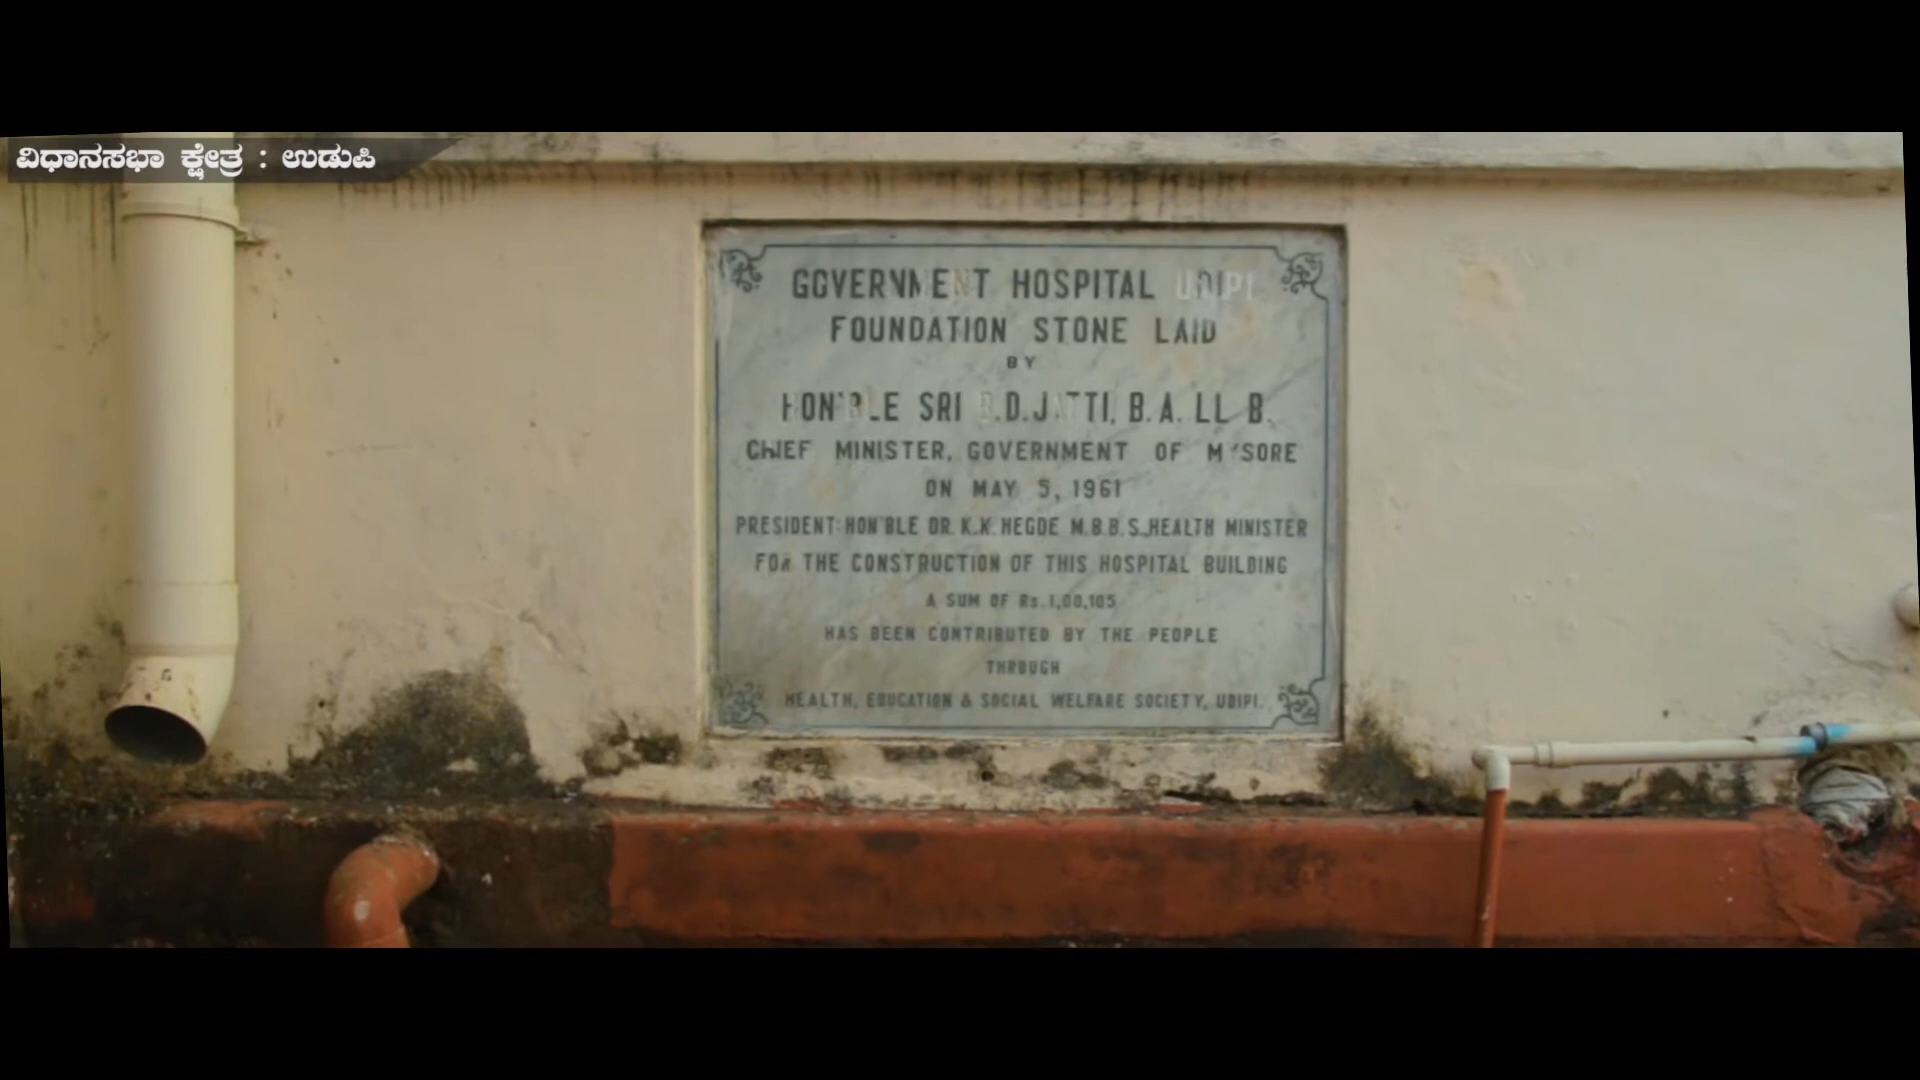 ವಿಧಾನಸಭಾ ಕ್ಷೇತ್ರ : ಉಡುಪಿ
GOVERNMENT HOSPITAL UDIPI
FOUNDATION STONE LAID
BY
HON'BLE SRI B.D.JATTI, B.A. LL B.
CHIEF MINISTER, GOVERNMENT OF MYSORE
ON MAY 5, 1961
PRESIDENT: HON'BLE DR. K.K. HEGDE M.B.B.S., HEALTH MINISTER
FOR THE CONSTRUCTION OF THIS HOSPITAL BUILDING
A SUM OF Rs. 1,00,105
HAS BEEN CONTRIBUTED BY THE PEOPLE
THROUGH
HEALTH, EDUCATION & SOCIAL WELFARE SOCIETY, UDIPI.